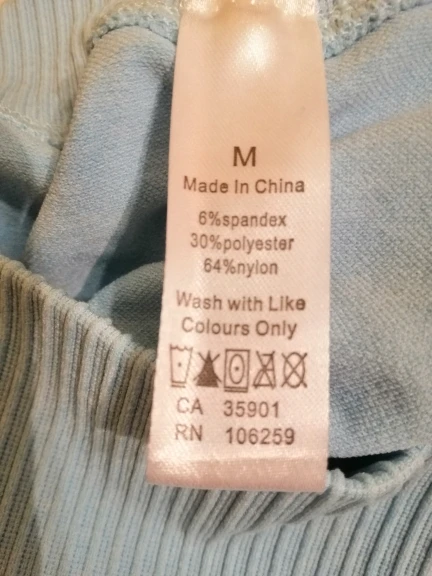 M
Made In China
6%spandex
30%polyester
64%nylon
Wash with Like
Colours Only
CA 35901
RN 106259